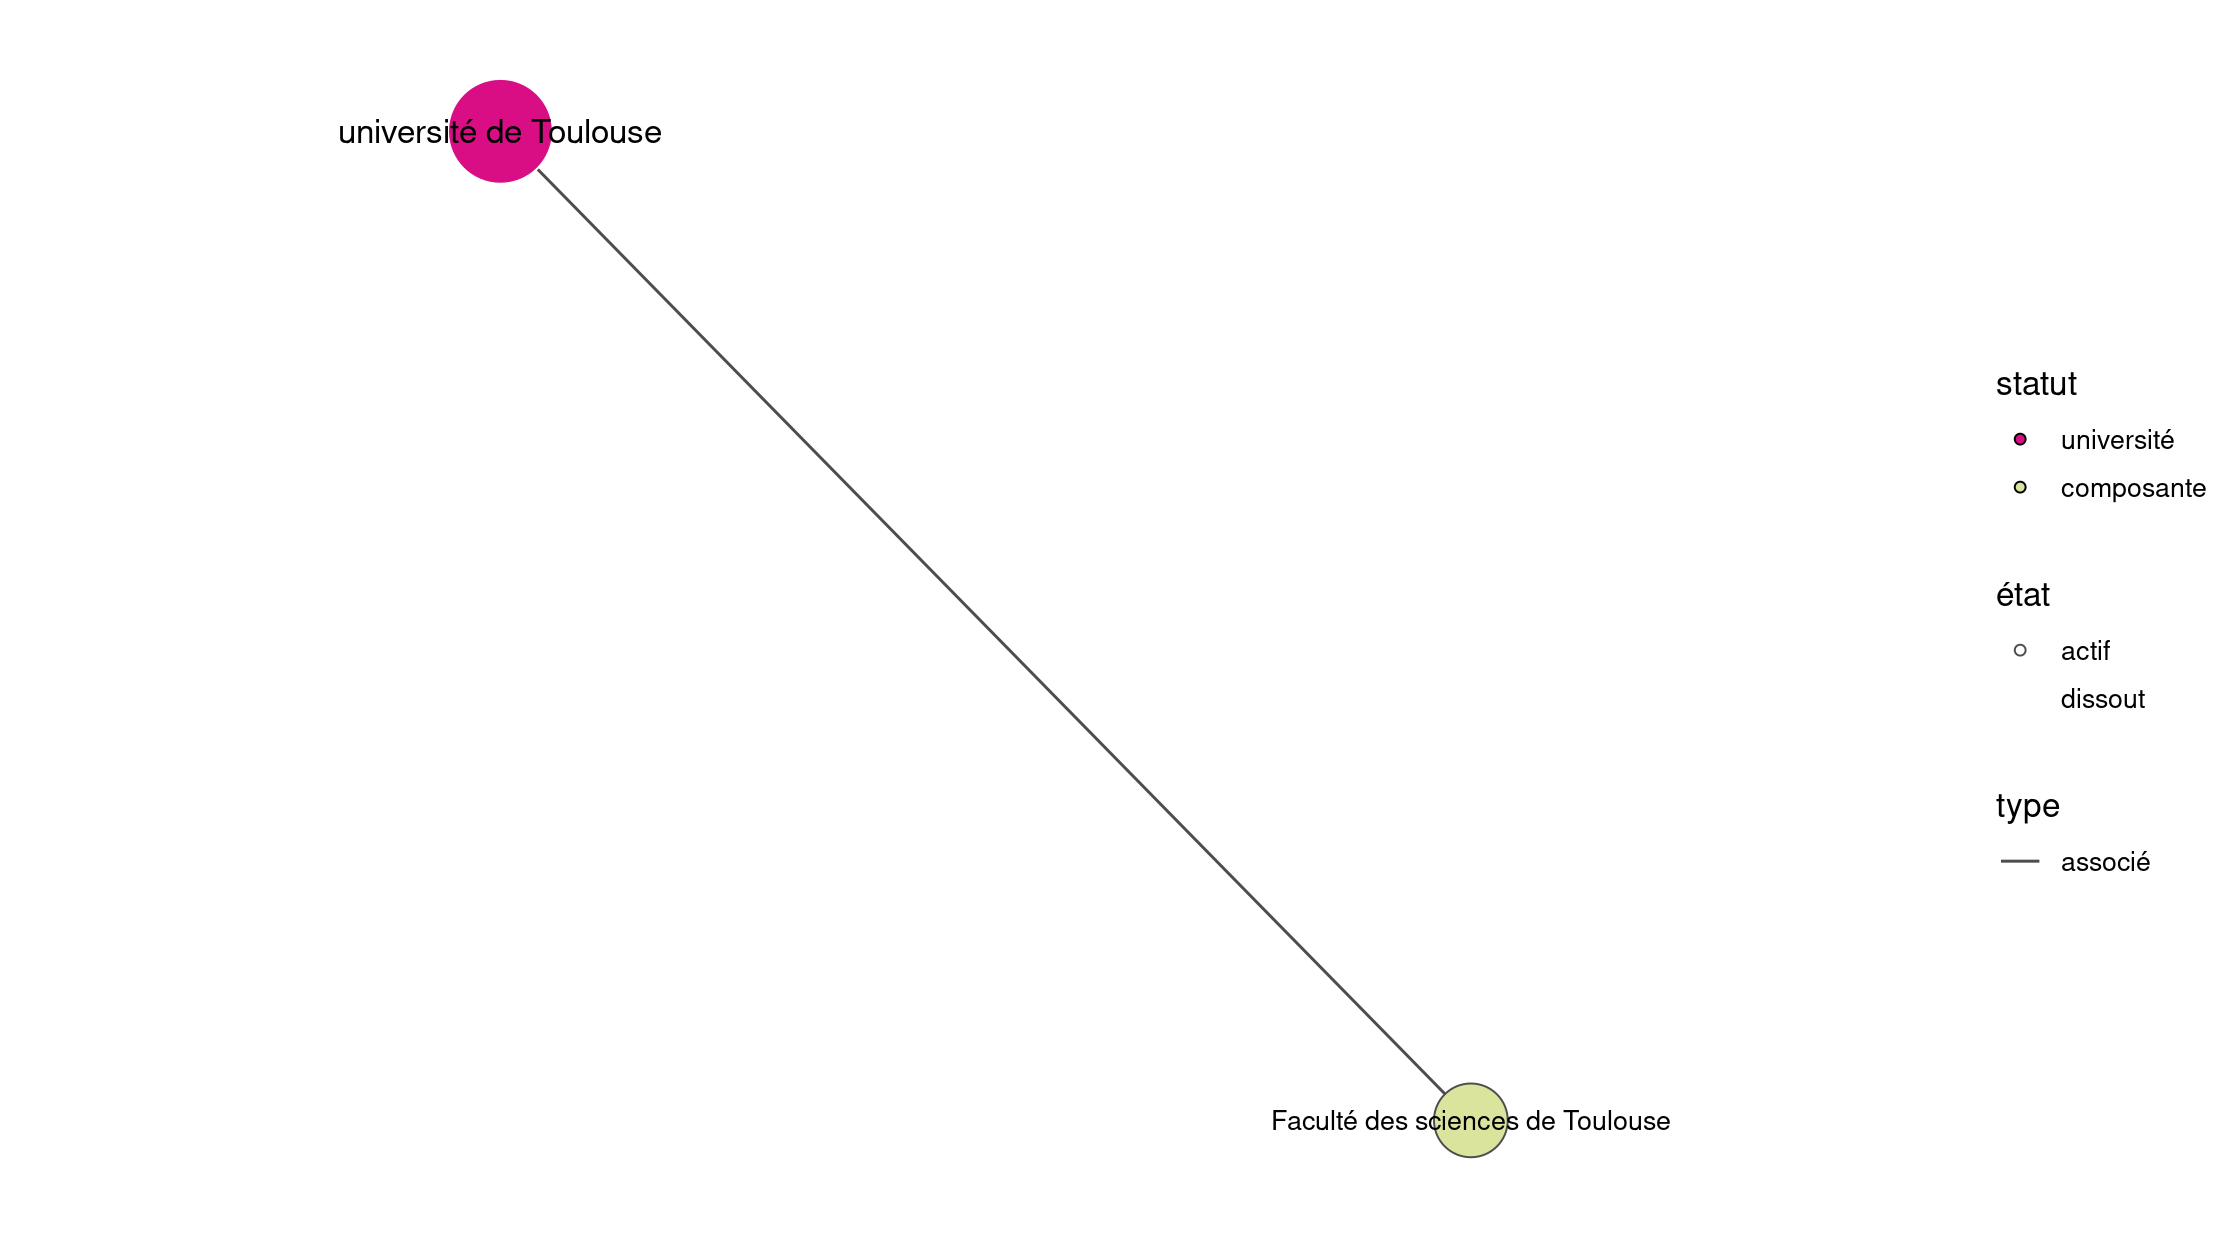 université de Toulouse
statut
université
composante
état
actif
dissout
type
associé
Faculté des sciences de Toulouse